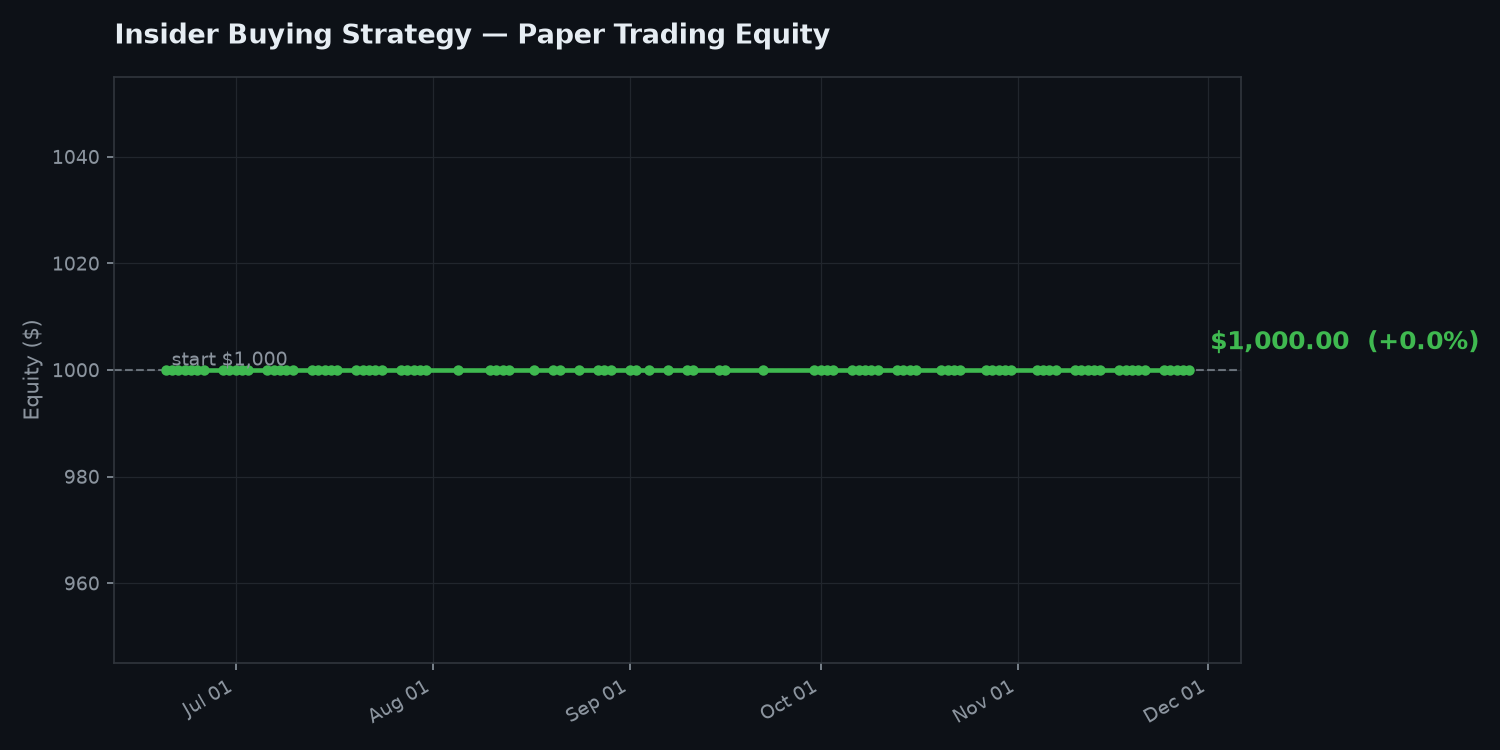 Insider Buying Strategy — Paper Trading Equity
1040
1020
$1,000.00 (+0.0%)
start $1,000
1000
Equity ($)
980
960
Jul 01
Aug 01
Sep 01
Oct 01
Nov 01
Dec 01